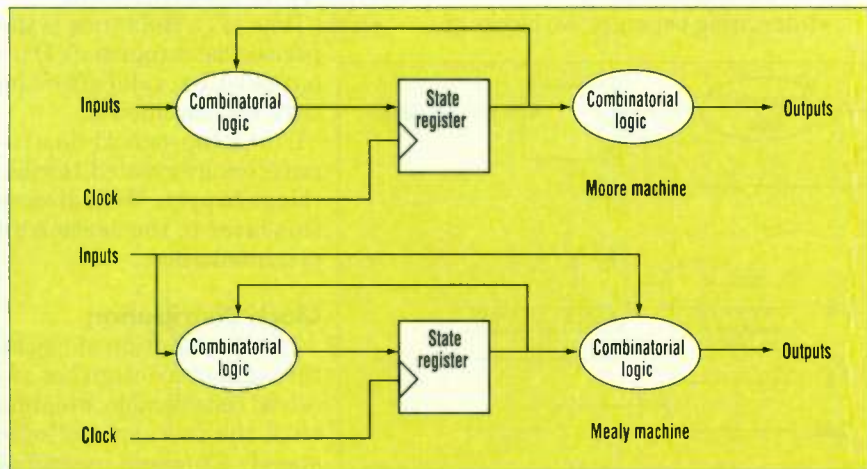 Inputs
Combinatorial
logic
State
register
Combinatorial
logic
Outputs
Clock
Moore machine
Inputs
Combinatorial
logic
State
register
Combinatorial
logic
Outputs
Clock
Mealy machine